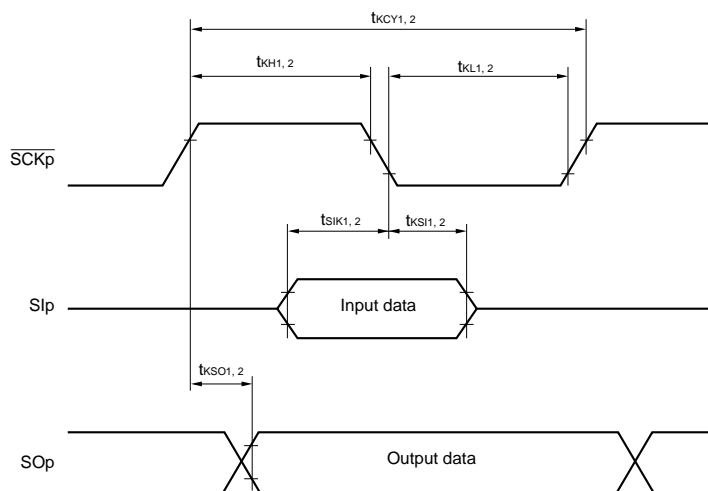 tKCY1, 2
tKH1, 2
tKL1, 2
SCKp
tSIK1, 2
tKSI1, 2
SIp
Input data
tKSO1, 2
SOp
Output data